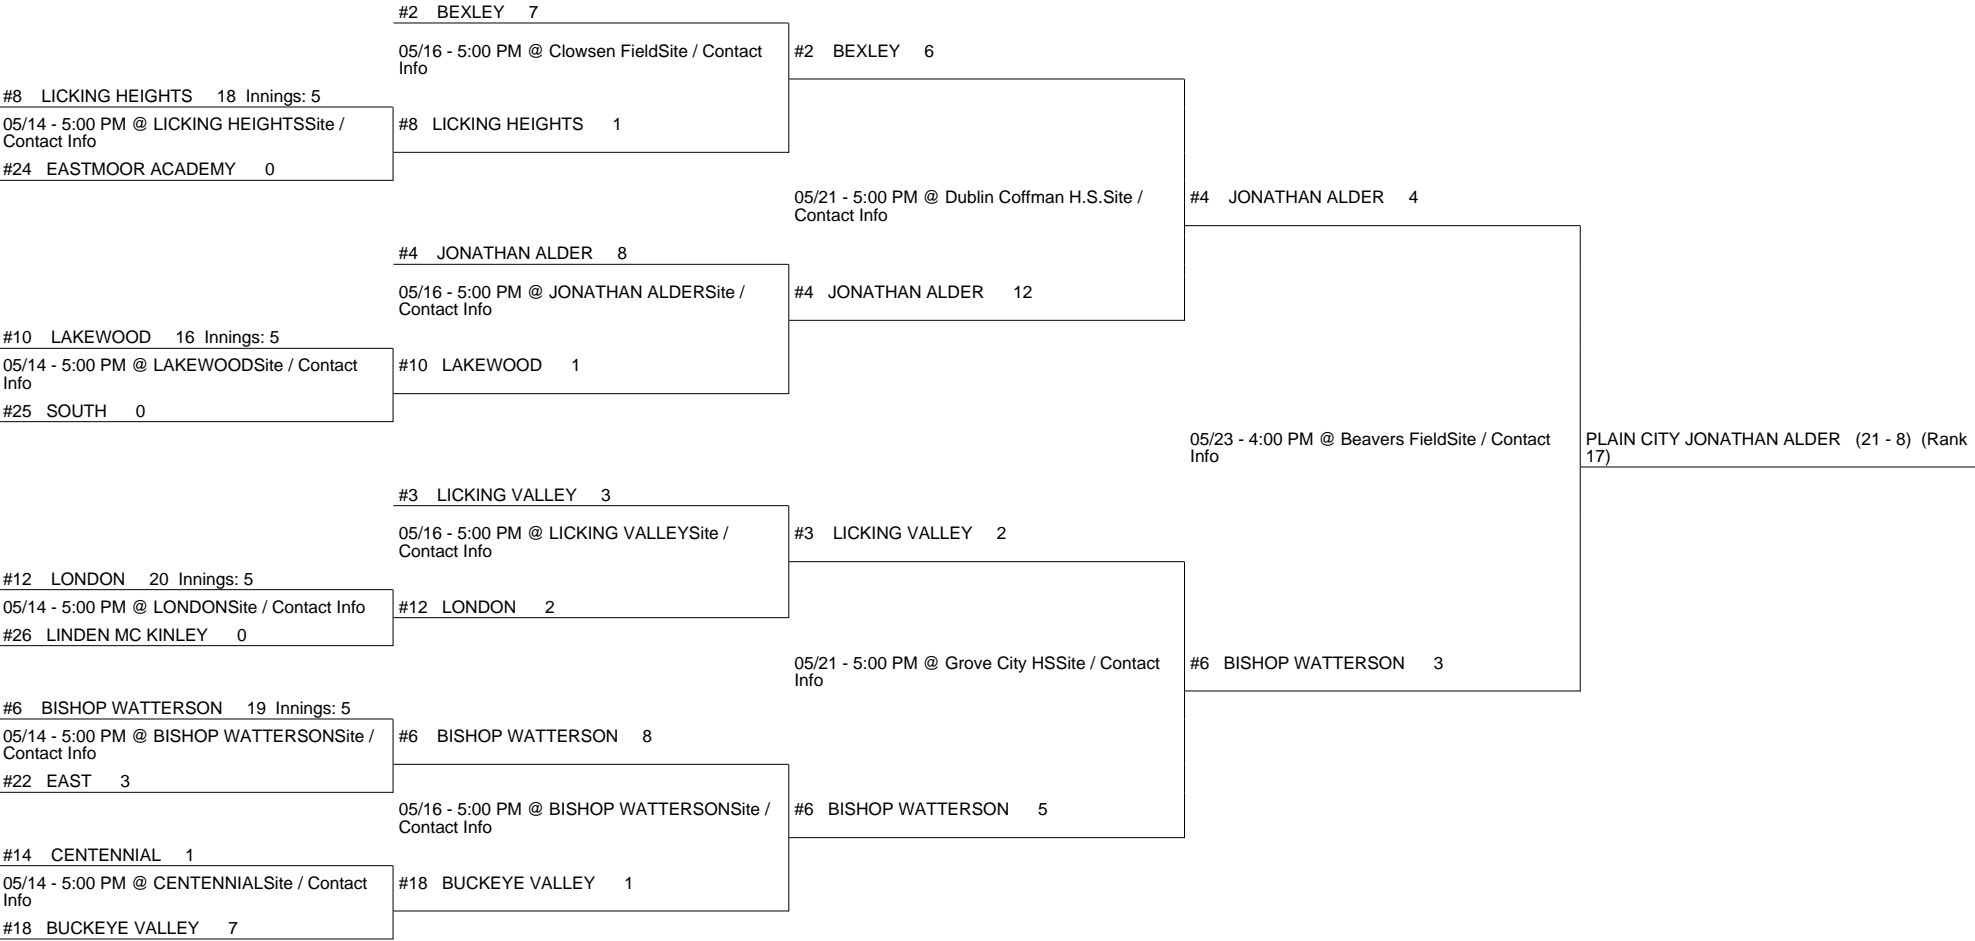 #2 BEXLEY 7
05/16 - 5:00 PM @ Clowsen FieldSite / Contact
Info
#2 BEXLEY 6
#8 LICKING HEIGHTS 18 Innings: 5
05/14 - 5:00 PM @ LICKING HEIGHTSSite /
Contact Info
#8 LICKING HEIGHTS 1
#24 EASTMOOR ACADEMY 0
05/21 - 5:00 PM @ Dublin Coffman H.S.Site /
Contact Info
#4 JONATHAN ALDER 4
#4 JONATHAN ALDER 8
05/16 - 5:00 PM @ JONATHAN ALDERSite /
Contact Info
#4 JONATHAN ALDER 12
#10 LAKEWOOD 16 Innings: 5
05/14 - 5:00 PM @ LAKEWOODSite / Contact
Info
#10 LAKEWOOD 1
#25 SOUTH 0
05/23 - 4:00 PM @ Beavers FieldSite / Contact
Info
PLAIN CITY JONATHAN ALDER (21 - 8) (Rank
17)
#3 LICKING VALLEY 3
05/16 - 5:00 PM @ LICKING VALLEYSite /
Contact Info
#3 LICKING VALLEY 2
#12 LONDON 20 Innings: 5
05/14 - 5:00 PM @ LONDONSite / Contact Info
#12 LONDON 2
#26 LINDEN MC KINLEY 0
05/21 - 5:00 PM @ Grove City HSSite / Contact
Info
#6 BISHOP WATTERSON 3
#6 BISHOP WATTERSON 19 Innings: 5
05/14 - 5:00 PM @ BISHOP WATTERSONSite /
Contact Info
#6 BISHOP WATTERSON 8
#22 EAST 3
05/16 - 5:00 PM @ BISHOP WATTERSONSite /
Contact Info
#6 BISHOP WATTERSON 5
#14 CENTENNIAL 1
05/14 - 5:00 PM @ CENTENNIALSite / Contact
Info
#18 BUCKEYE VALLEY 1
#18 BUCKEYE VALLEY 7